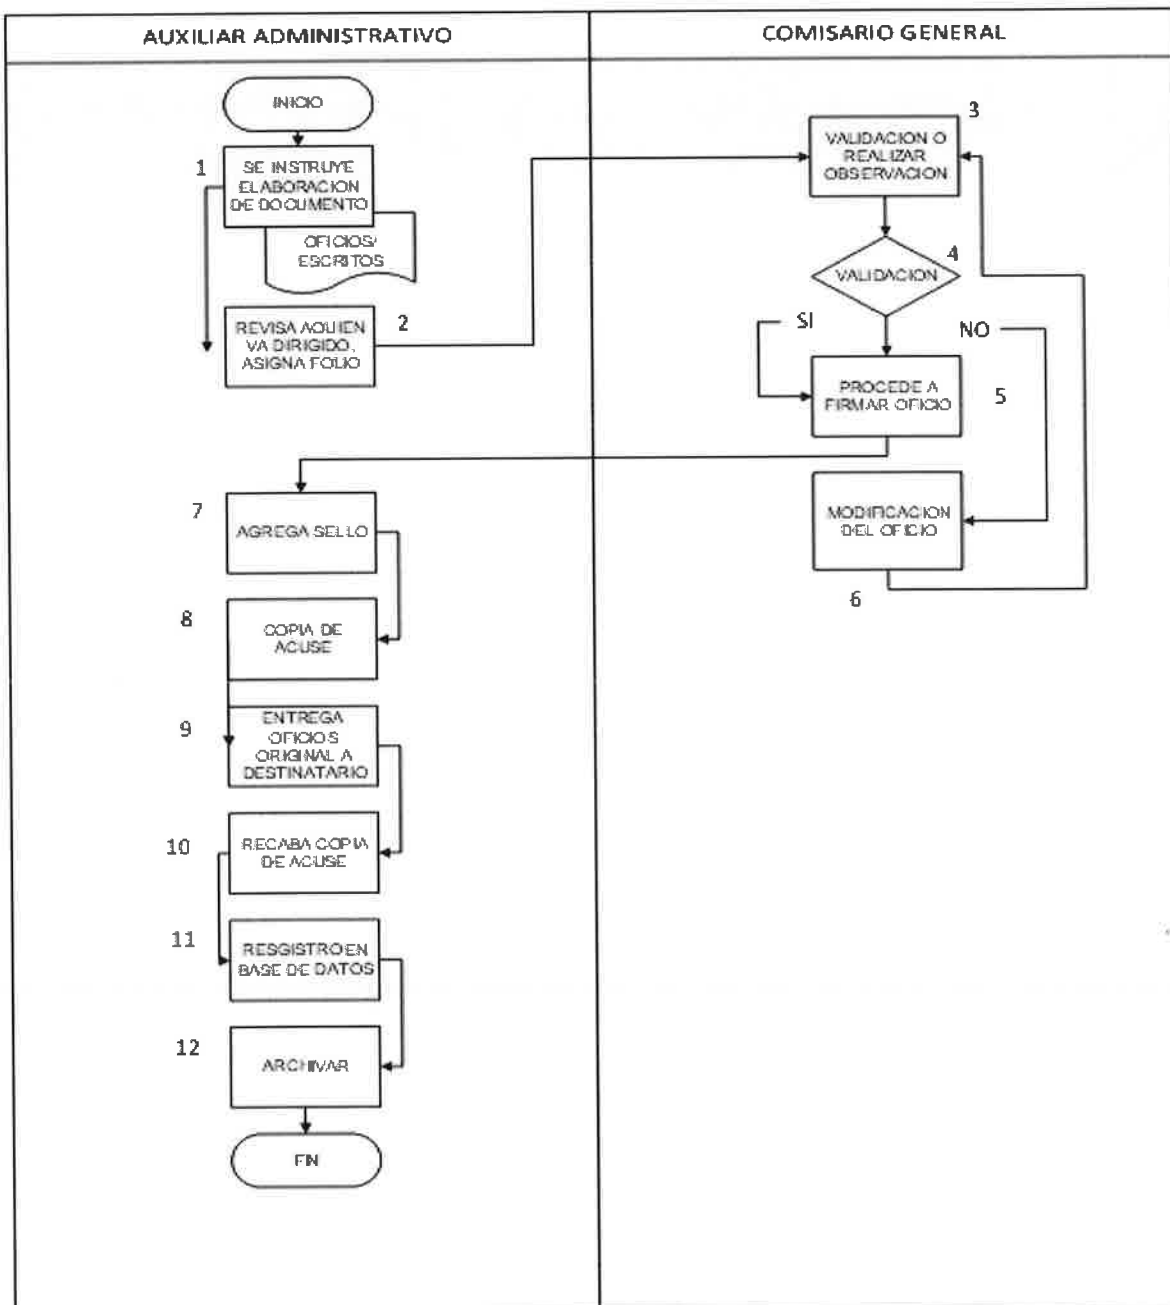 AUXILIAR ADMINISTRATIVO
COMISARIO GENERAL
INICIO
1
SE INSTRUYE
ELABORACION
DE DOCUMENTO
OFICIOS/
ESCRITOS
REVISA AQUIEN
VA DIRIGIDO,
ASIGNA FOLIO
2
3
VALIDACION O
REALIZAR
OBSERVACION
4
VALIDACION
SI
NO
PROCEDE A
FIRMAR OFICIO
5
MODIFICACION
DEL OFICIO
6
7
AGREGA SELLO
8
COPIA DE
ACUSE
9
ENTREGA
OFICIOS
ORIGINAL A
DESTINATARIO
10
RECABA COPIA
DE ACUSE
11
RESGISTRO EN
BASE DE DATOS
12
ARCHIVAR
FIN